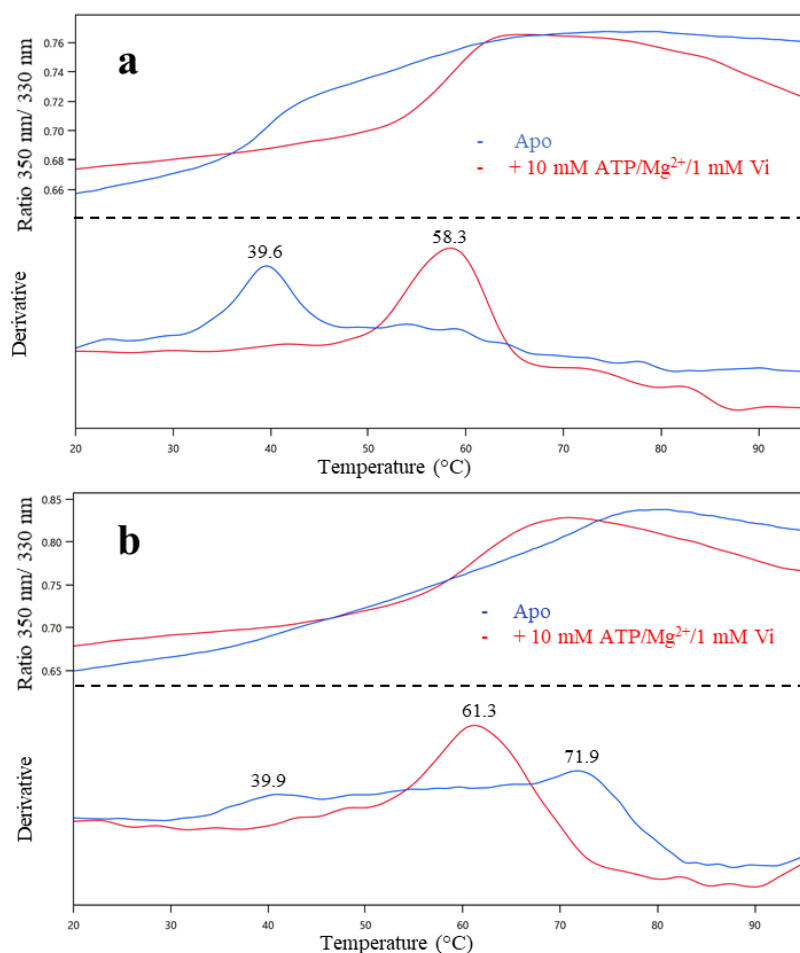 a
0.76
0.74
0.72
0.70
0.68
0.66
Ratio 350 nm/ 330 nm
- Apo
- + 10 mM ATP/Mg²⁺/1 mM Vi
39.6
58.3
Derivative
20 30 40 50 60 70 80 90
Temperature (°C)
b
0.85
0.80
0.75
0.70
0.65
Ratio 350 nm/ 330 nm
- Apo
- + 10 mM ATP/Mg²⁺/1 mM Vi
39.9
61.3
71.9
Derivative
20 30 40 50 60 70 80 90
Temperature (°C)